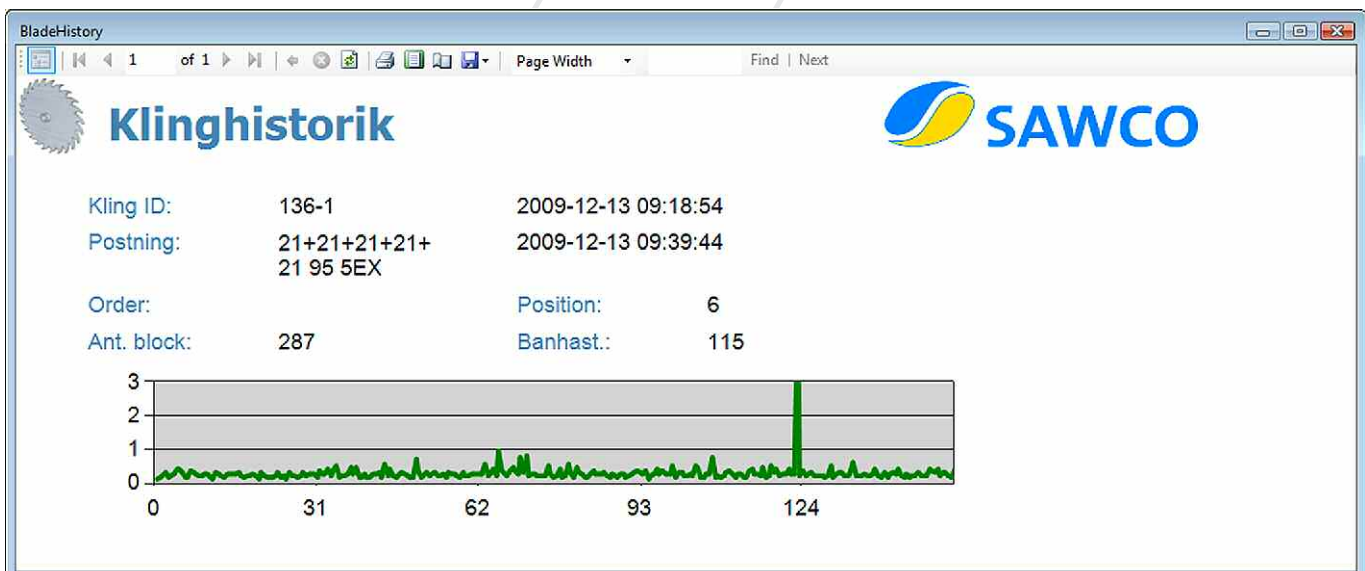 BladeHistory
1 of 1 Page Width Find | Next
Klinghistorik
SAWCO
Kling ID: 136-1 2009-12-13 09:18:54
Postning: 21+21+21+21+ 2009-12-13 09:39:44
21 95 5EX
Order: Position: 6
Ant. block: 287 Banhast.: 115
3
2
1
0
0 31 62 93 124